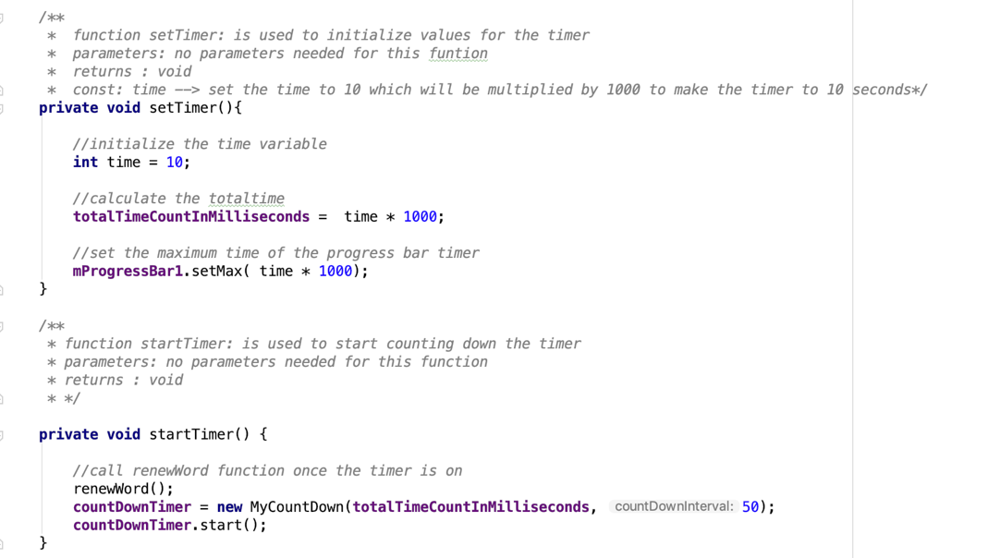 /**
 *  function setTimer: is used to initialize values for the timer
 *  parameters: no parameters needed for this funtion
 *  returns : void
 *  const: time --> set the time to 10 which will be multiplied by 1000 to make the timer to 10 seconds*/
private void setTimer(){
//initialize the time variable
int time = 10;
//calculate the totaltime
totalTimeCountInMilliseconds =  time * 1000;
//set the maximum time of the progress bar timer
mProgressBar1.setMax( time * 1000);
}
/**
 * function startTimer: is used to start counting down the timer
 * parameters: no parameters needed for this function
 * returns : void
 * */
private void startTimer() {
//call renewWord function once the timer is on
renewWord();
countDownTimer = new MyCountDown(totalTimeCountInMilliseconds, countDownInterval: 50);
countDownTimer.start();
}